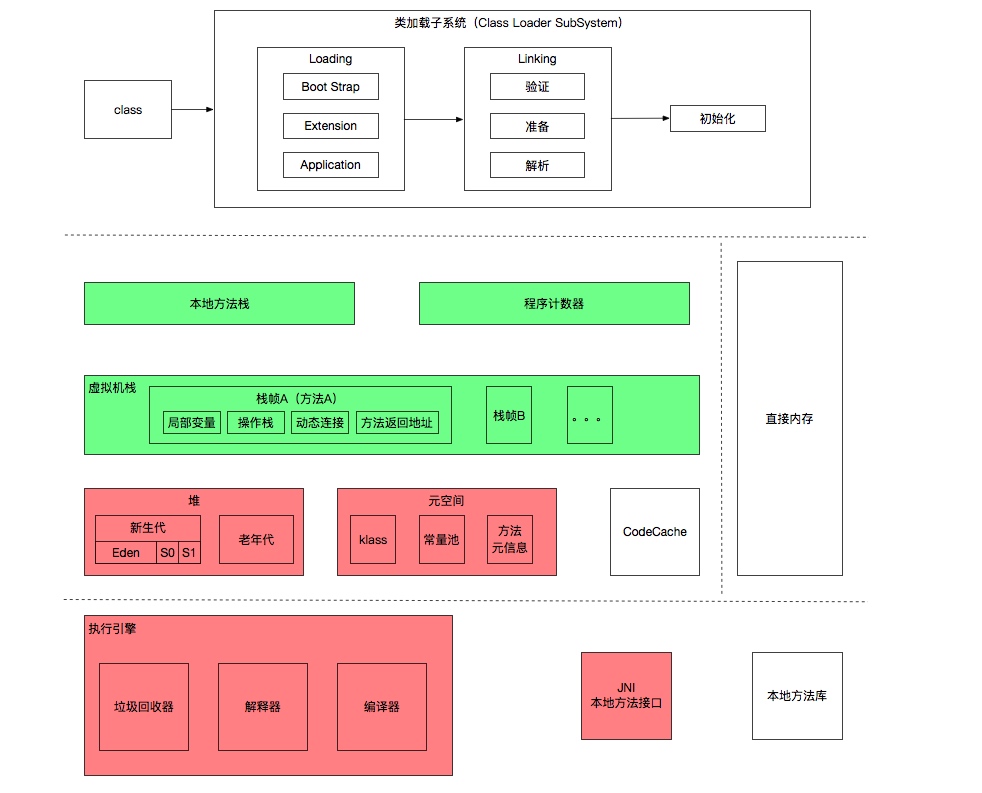 类加载子系统（Class Loader SubSystem）
class
Loading
Boot Strap
Extension
Application
Linking
验证
准备
解析
初始化
本地方法栈
程序计数器
虚拟机栈
栈帧A（方法A）
局部变量
操作栈
动态连接
方法返回地址
栈帧B
。。。
直接内存
堆
新生代
Eden
S0
S1
老年代
元空间
klass
常量池
方法
元信息
CodeCache
执行引擎
垃圾回收器
解释器
编译器
JNI
本地方法接口
本地方法库